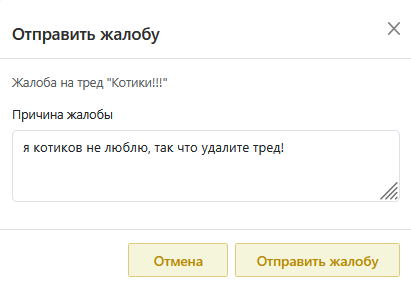 Отправить жалобу
Жалоба на тред "Котики!!!"
Причина жалобы
я котиков не люблю, так что удалите тред!
Отмена
Отправить жалобу